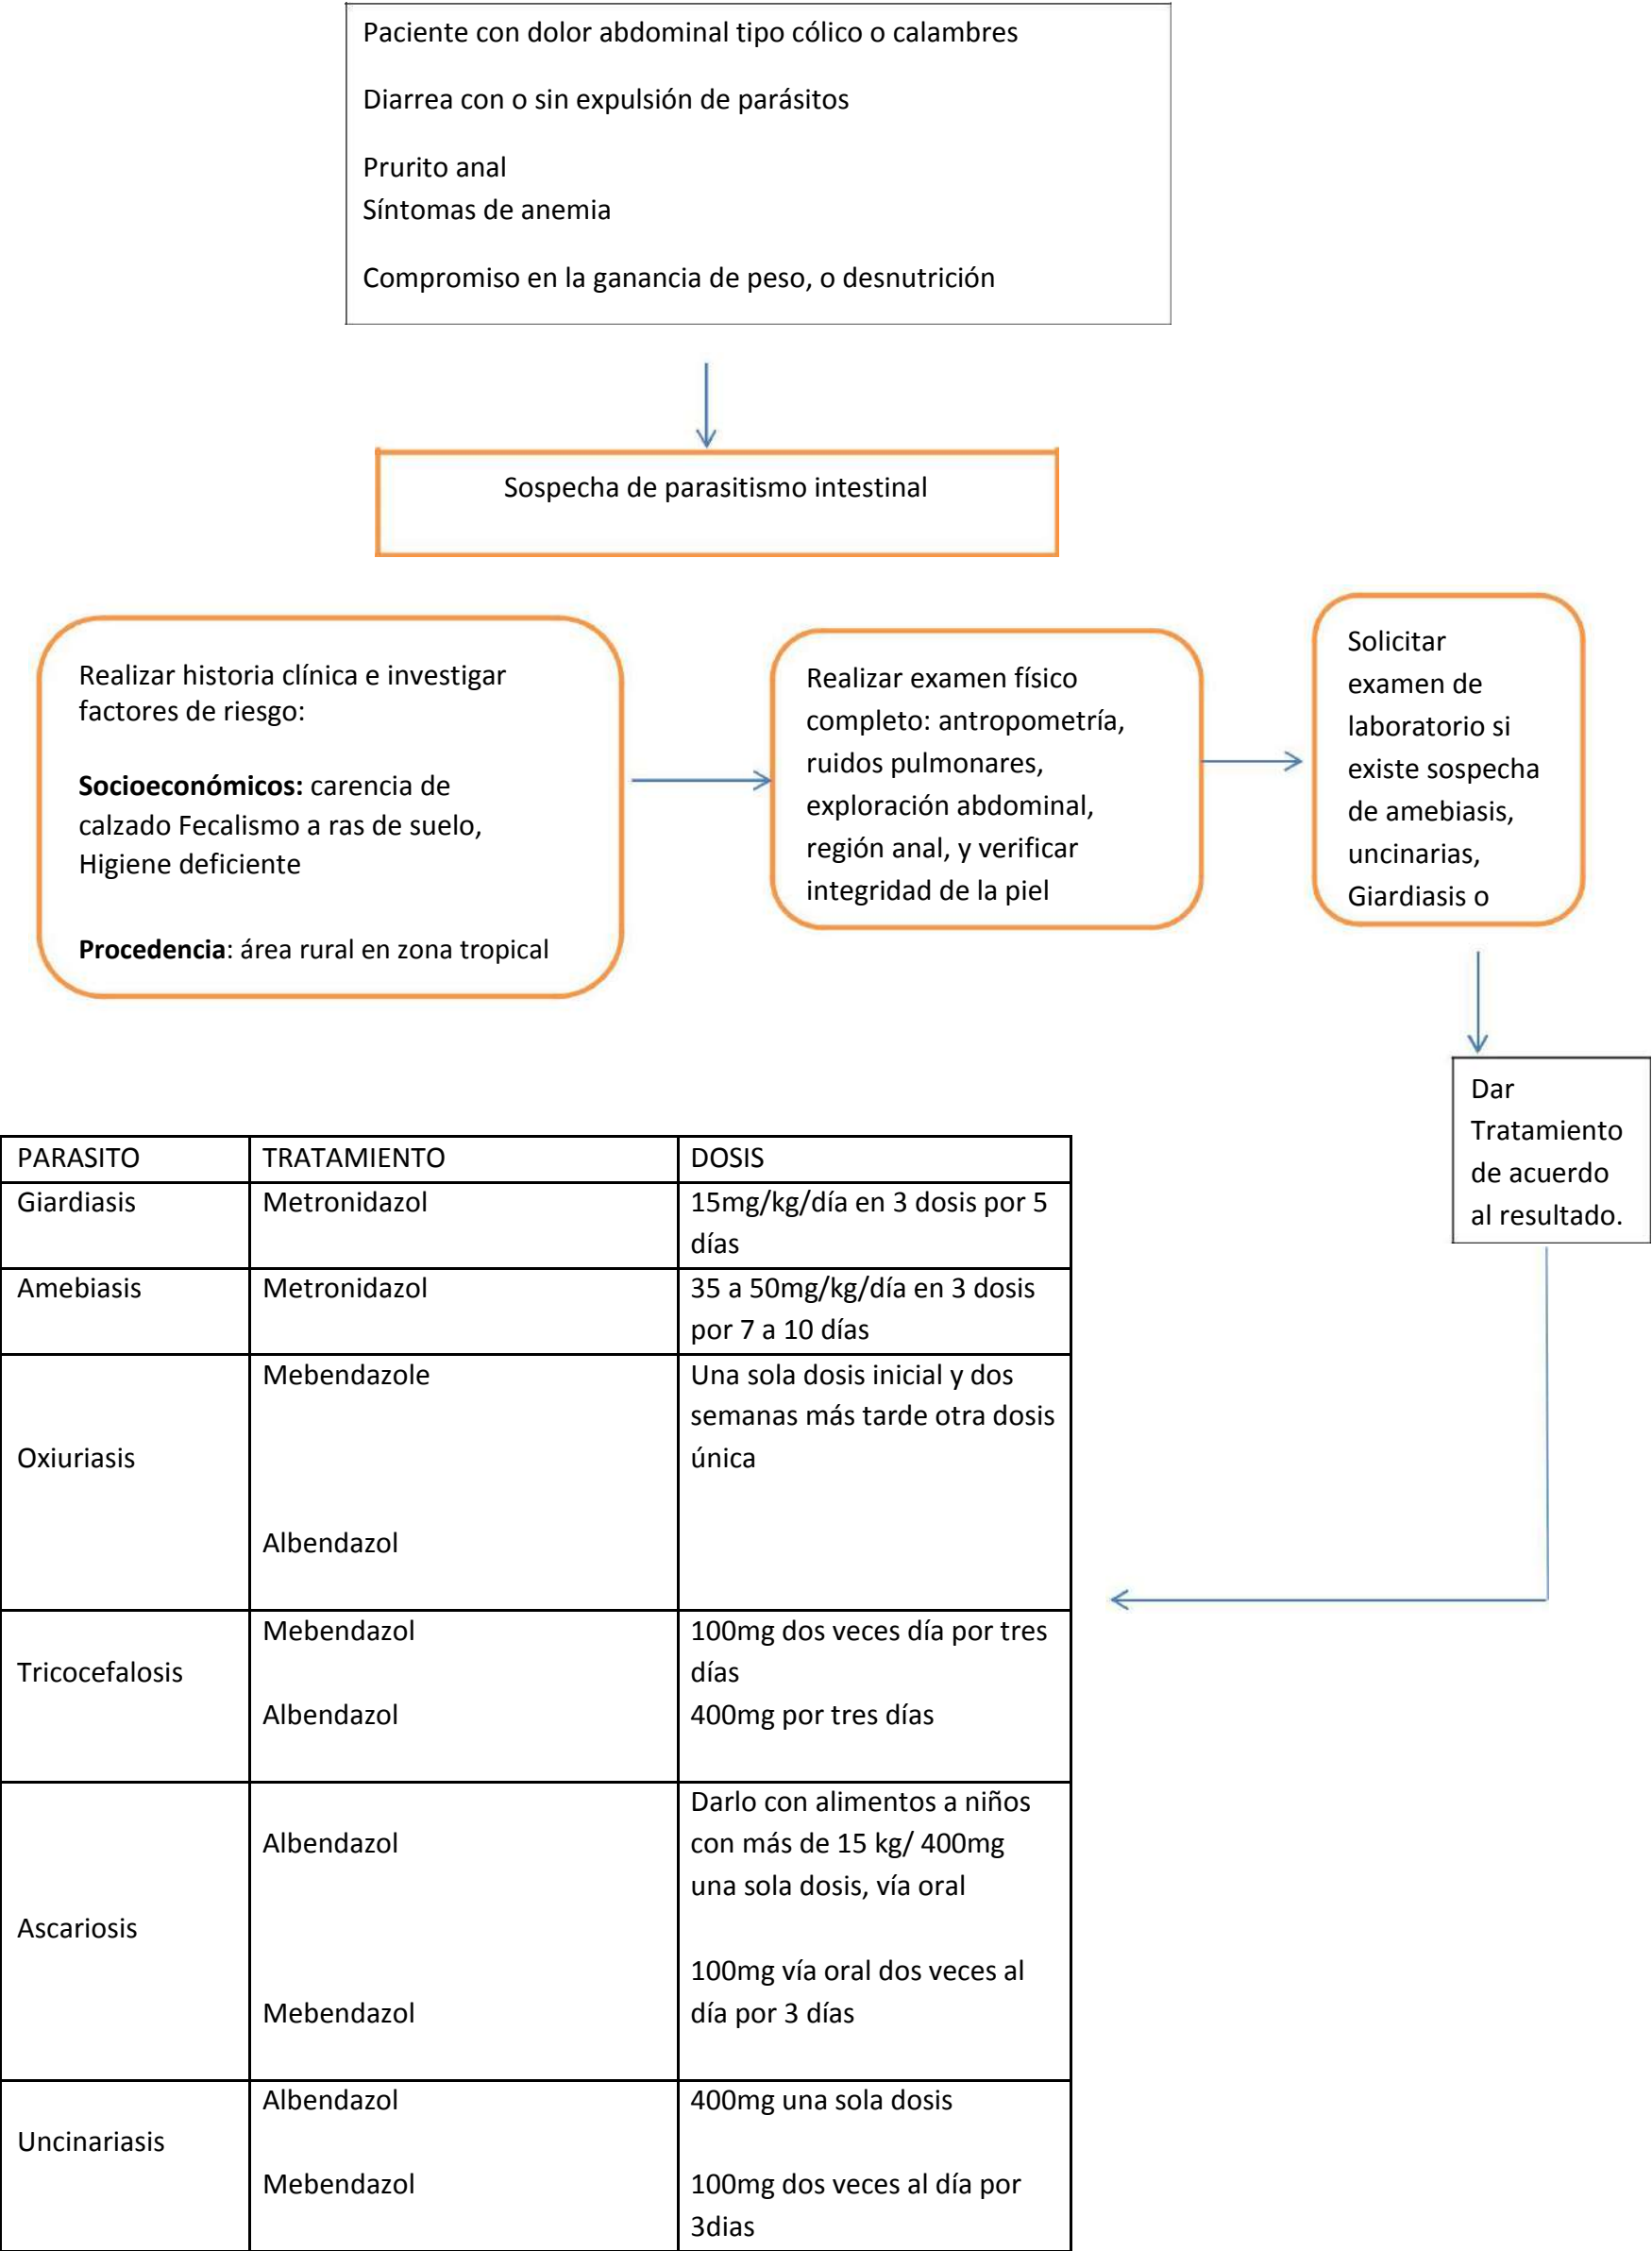 Paciente con dolor abdominal tipo cólico o calambres
Diarrea con o sin expulsión de parásitos
Prurito anal
Síntomas de anemia
Compromiso en la ganancia de peso, o desnutrición
Sospecha de parasitismo intestinal
Realizar historia clínica e investigar
factores de riesgo:
Socioeconómicos: carencia de
calzado Fecalismo a ras de suelo,
Higiene deficiente
Procedencia: área rural en zona tropical
Realizar examen físico
completo: antropometría,
ruidos pulmonares,
exploración abdominal,
región anal, y verificar
integridad de la piel
Solicitar
examen de
laboratorio si
existe sospecha
de amebiasis,
uncinarias,
Giardiasis o
Dar
Tratamiento
de acuerdo
al resultado.
PARASITO TRATAMIENTO DOSIS
Giardiasis Metronidazol 15mg/kg/día en 3 dosis por 5
días
Amebiasis Metronidazol 35 a 50mg/kg/día en 3 dosis
por 7 a 10 días
Mebendazole Una sola dosis inicial y dos
semanas más tarde otra dosis
Oxiuriasis única
Albendazol
Mebendazol 100mg dos veces día por tres
Tricocefalosis días
Albendazol 400mg por tres días
Darlo con alimentos a niños
Albendazol con más de 15 kg/ 400mg
una sola dosis, vía oral
Ascariosis
100mg vía oral dos veces al
Mebendazol día por 3 días
Albendazol 400mg una sola dosis
Uncinariasis
Mebendazol 100mg dos veces al día por
3dias